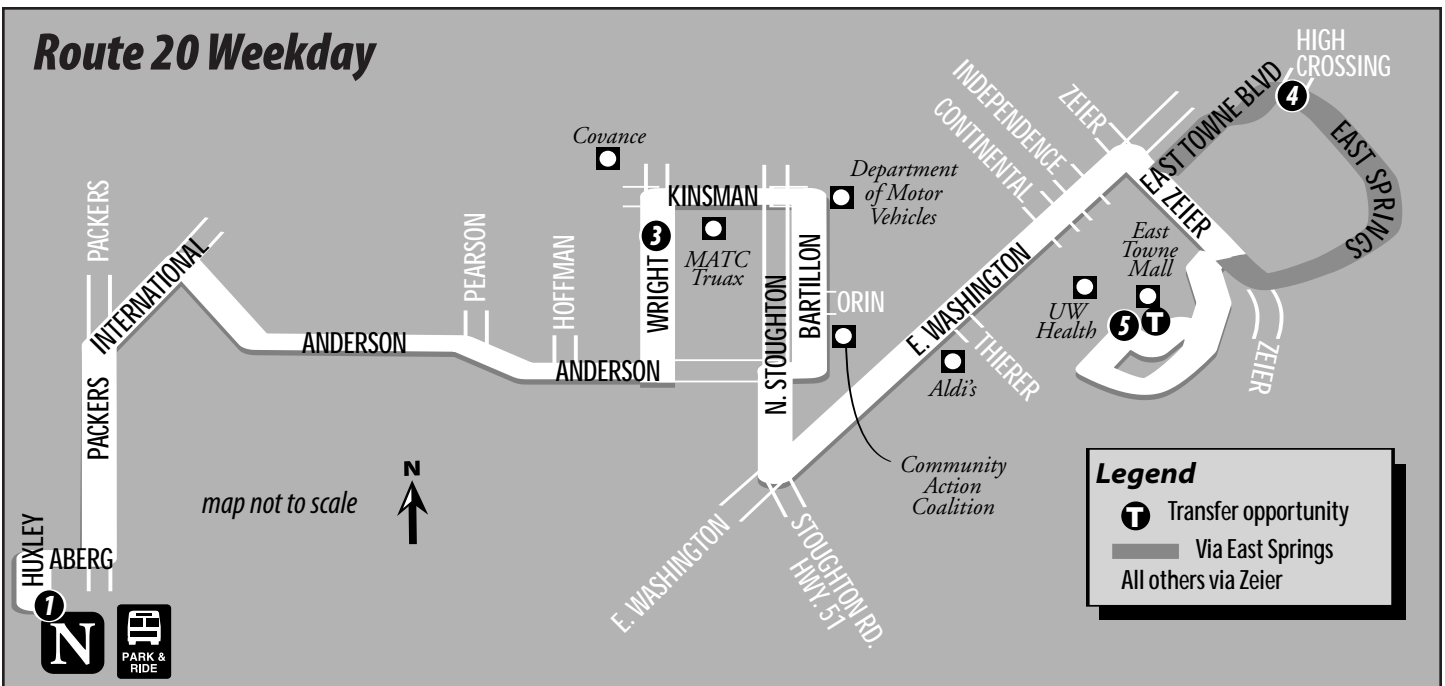 Route 20 Weekday
HIGH
CROSSING
4
EAST TOWNE BLVD
EAST SPRINGS
INDEPENDENCE
CONTINENTAL
ZEIER
E. ZEIER
Covance
KINSMAN
Department
of Motor
Vehicles
3
MATC
Truax
WRIGHT
N. STOUGHTON
BARTILLON
ORIN
E. WASHINGTON
THIERER
Aldi's
East
Towne
Mall
UW
Health
5
T
ZEIER
PACKERS
INTERNATIONAL
PEARSON
HOFFMAN
ANDERSON
ANDERSON
PACKERS
map not to scale
N
Community
Action
Coalition
E. WASHINGTON
STOUGHTON RD.
HWY. 51
HUXLEY
ABERG
1
N
PARK &
RIDE
Legend
T Transfer opportunity
Via East Springs
All others via Zeier